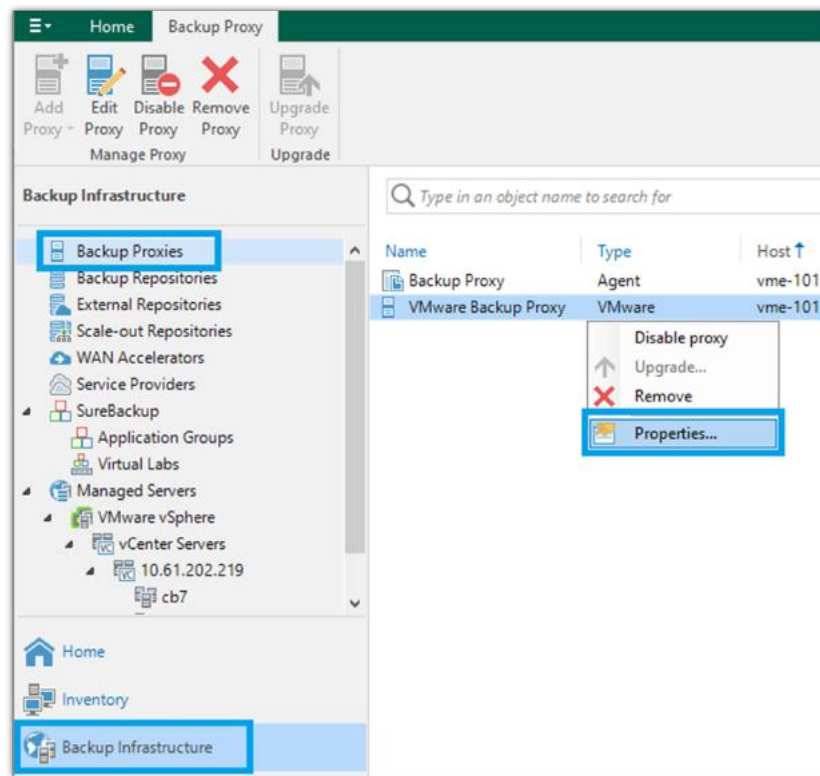 Home Backup Proxy
Add Proxy
Edit Proxy
Disable Proxy
Remove Proxy
Upgrade Proxy
Manage Proxy
Upgrade
Backup Infrastructure
Backup Proxies
Backup Repositories
External Repositories
Scale-out Repositories
WAN Accelerators
Service Providers
SureBackup
Application Groups
Virtual Labs
Managed Servers
VMware vSphere
vCenter Servers
10.61.202.219
cb7
Home
Inventory
Backup Infrastructure
Type in an object name to search for
Name Type Host
Backup Proxy Agent vme-101
VMware Backup Proxy VMware vme-101
Disable proxy
Upgrade...
Remove
Properties...